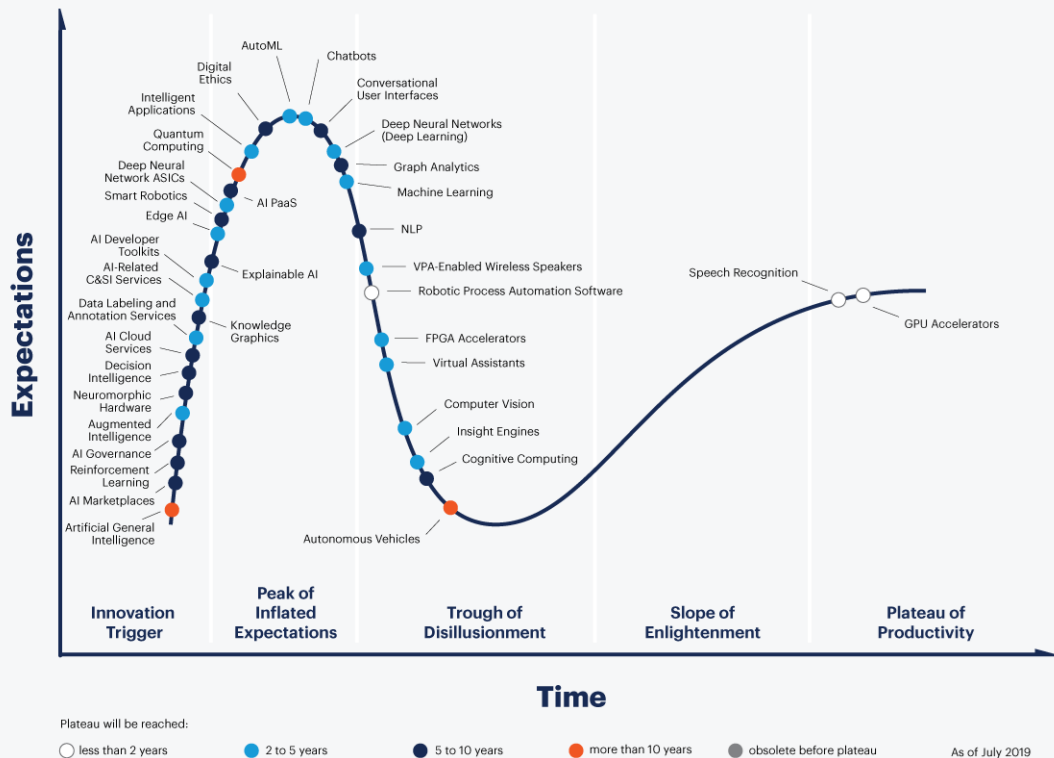 Expectations
AutoML
Chatbots
Digital
Ethics
Conversational
User Interfaces
Intelligent
Applications
Deep Neural Networks
(Deep Learning)
Quantum
Computing
Graph Analytics
Deep Neural
Network ASICs
Machine Learning
Smart Robotics
AI PaaS
Edge AI
NLP
AI Developer
Toolkits
Explainable AI
VPA-Enabled Wireless Speakers
Speech Recognition
AI-Related
C&SI Services
Robotic Process Automation Software
Data Labeling and
Annotation Services
Knowledge
Graphics
GPU Accelerators
AI Cloud
Services
FPGA Accelerators
Decision
Intelligence
Virtual Assistants
Neuromorphic
Hardware
Computer Vision
Augmented
Intelligence
Insight Engines
AI Governance
Cognitive Computing
Reinforcement
Learning
AI Marketplaces
Artificial General
Intelligence
Autonomous Vehicles
Innovation
Trigger
Peak of
Inflated
Expectations
Trough of
Disillusionment
Slope of
Enlightenment
Plateau of
Productivity
Time
Plateau will be reached:
less than 2 years
2 to 5 years
5 to 10 years
more than 10 years
obsolete before plateau
As of July 2019